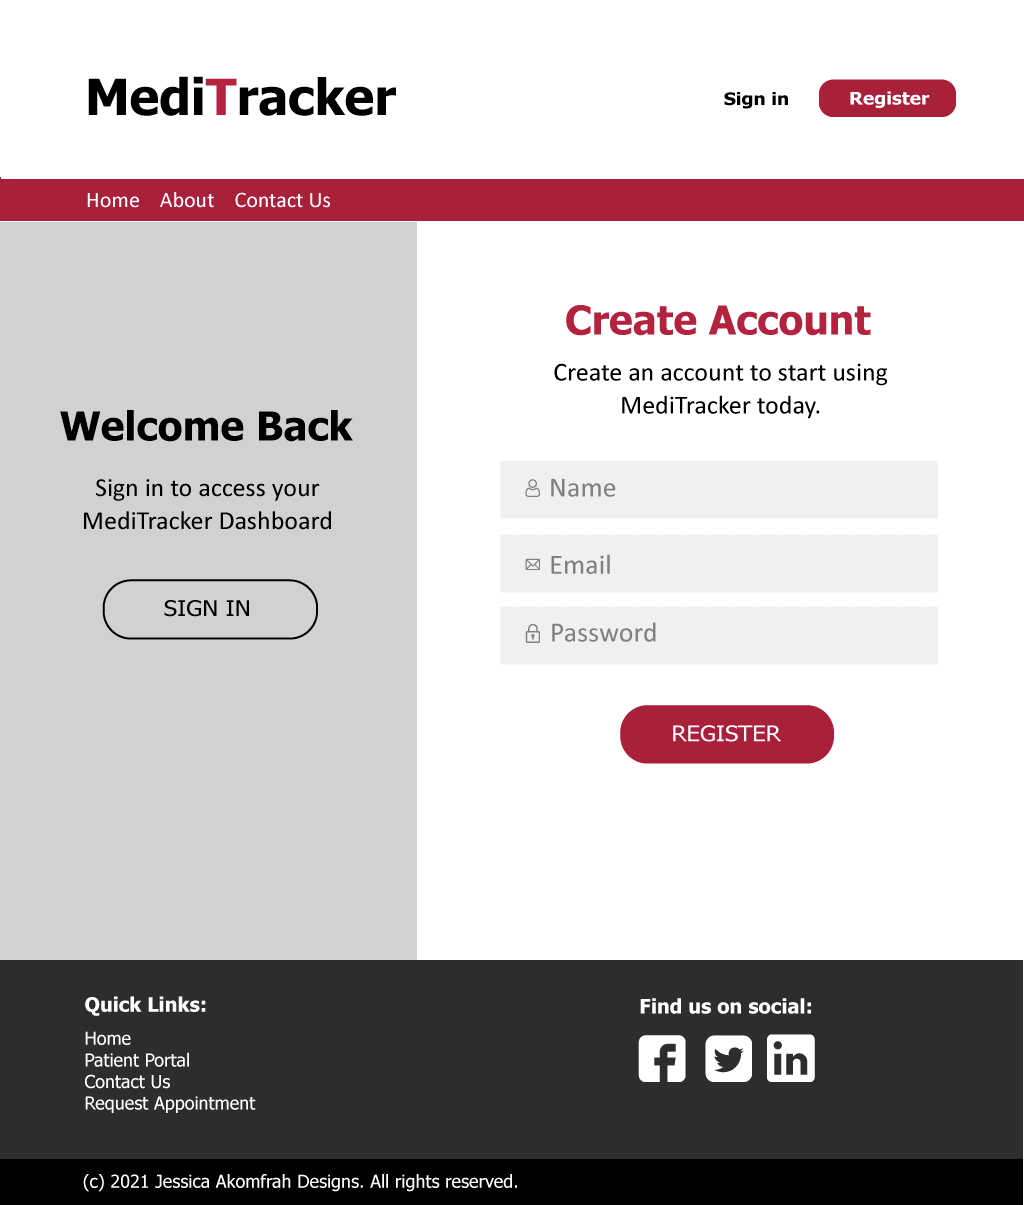 MediTracker
Sign in
Register
Home About Contact Us
Welcome Back
Sign in to access your
MediTracker Dashboard
SIGN IN
Create Account
Create an account to start using
MediTracker today.
Name
Email
Password
REGISTER
Quick Links:
Home
Patient Portal
Contact Us
Request Appointment
Find us on social:
(c) 2021 Jessica Akomfrah Designs. All rights reserved.